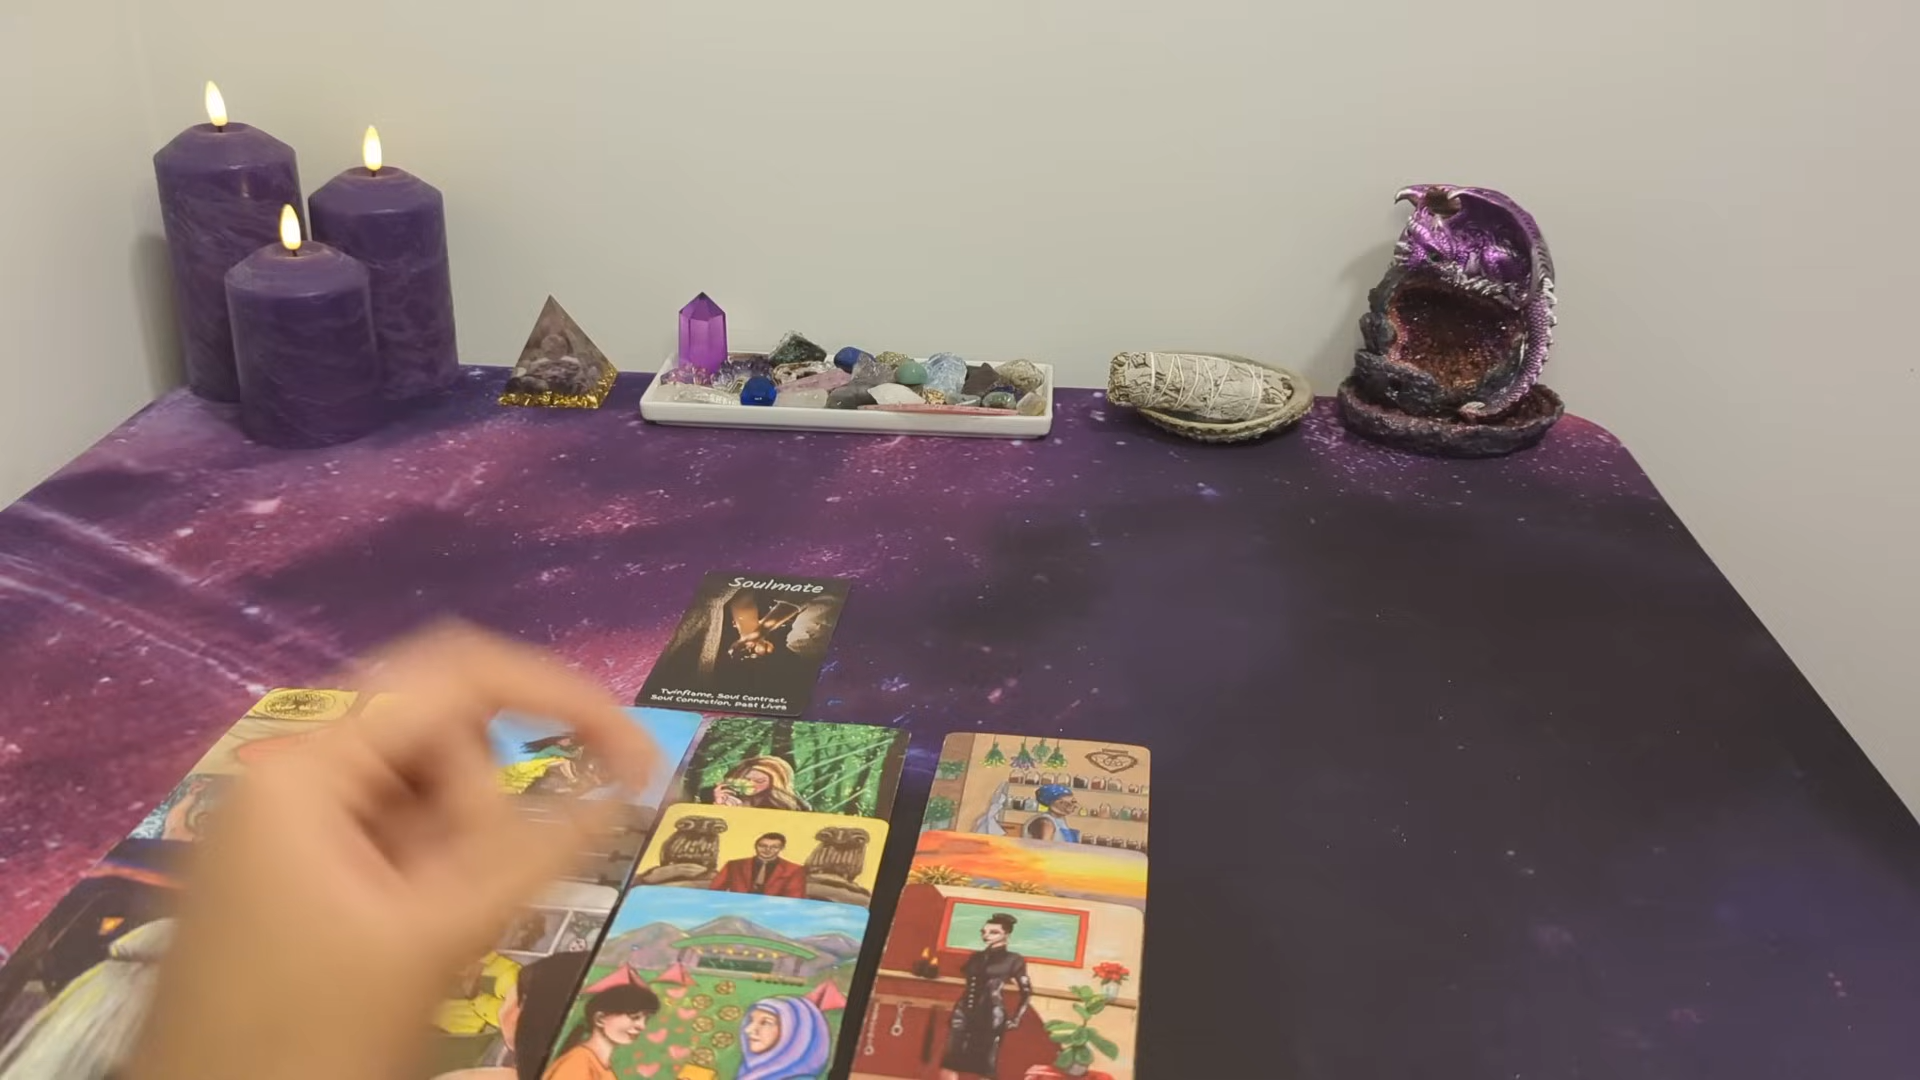 Soulmate
Twinflame, Soul Contract,
Soul Connection, Past Lives